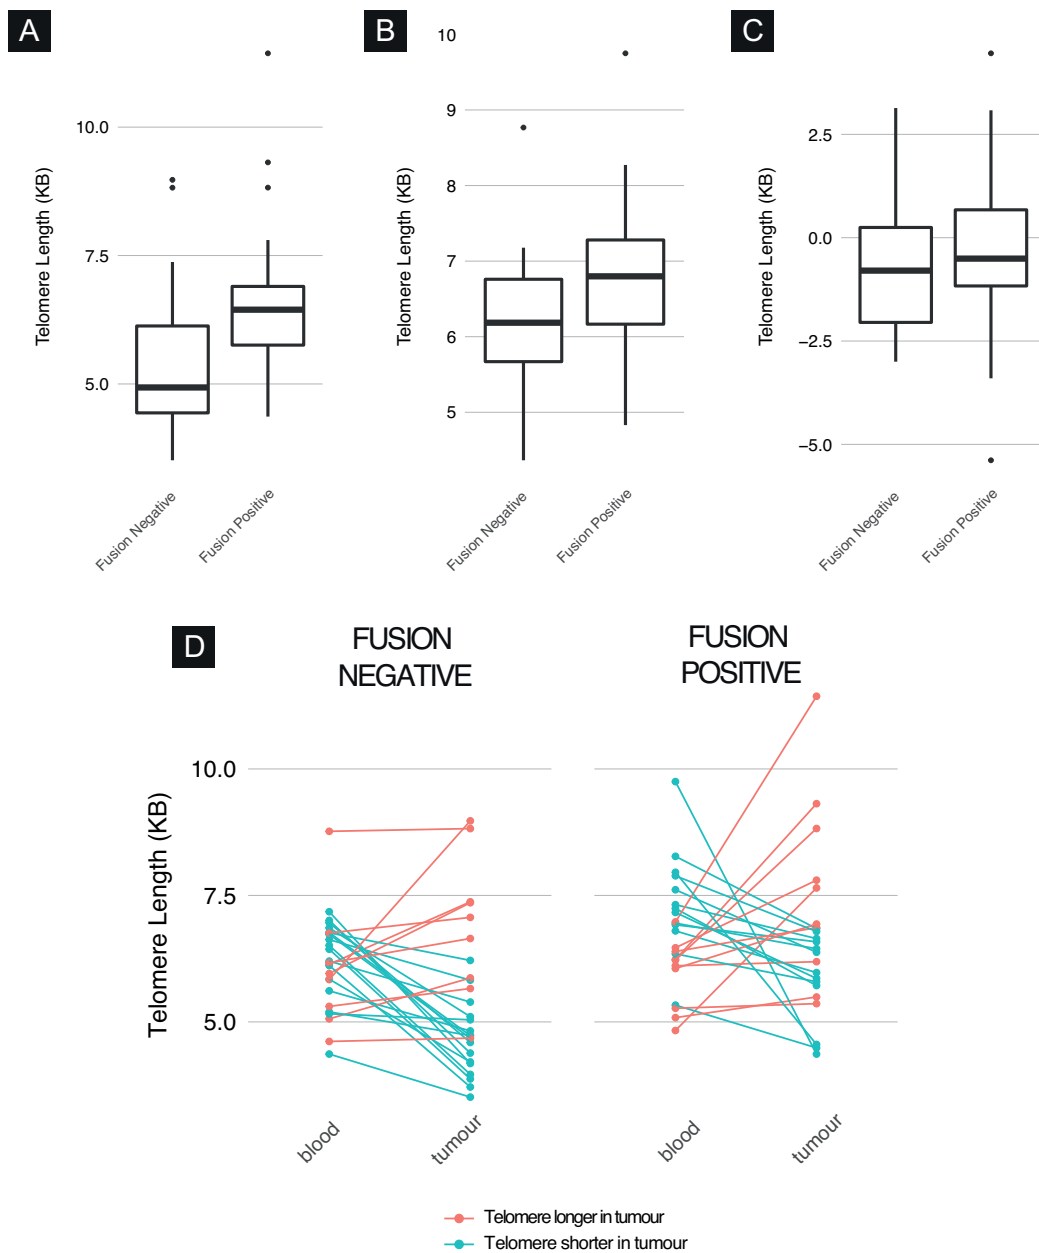 A
Telomere Length (KB)
10.0
7.5
5.0
Fusion Negative
Fusion Positive
B
Telomere Length (KB)
10
9
8
7
6
5
Fusion Negative
Fusion Positive
C
Telomere Length (KB)
2.5
0.0
−2.5
−5.0
Fusion Negative
Fusion Positive
D
FUSION
NEGATIVE
FUSION
POSITIVE
Telomere Length (KB)
10.0
7.5
5.0
blood
tumour
blood
tumour
Telomere longer in tumour
Telomere shorter in tumour